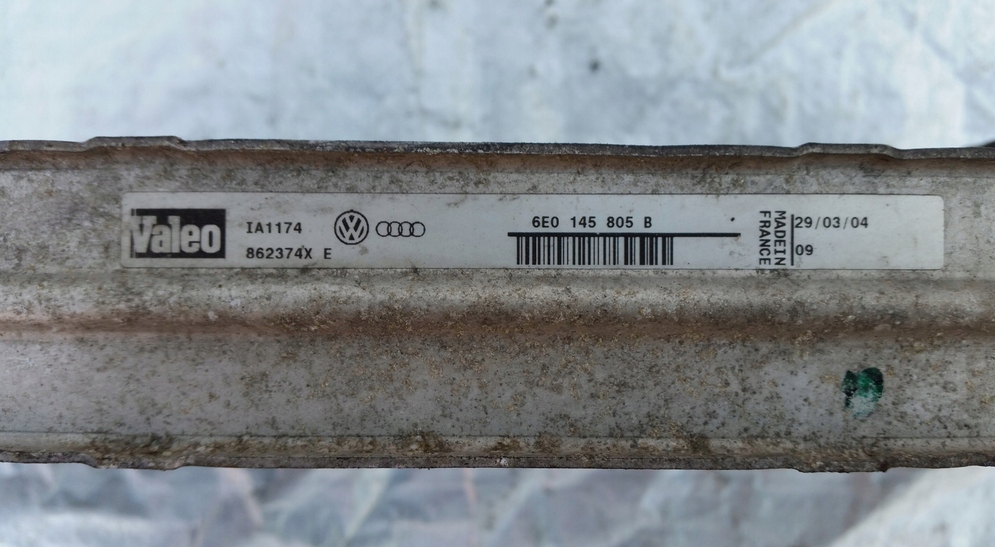 Valeo
IA1174
862374X E
6E0 145 805 B
MADE IN
FRANCE
29/03/04
09